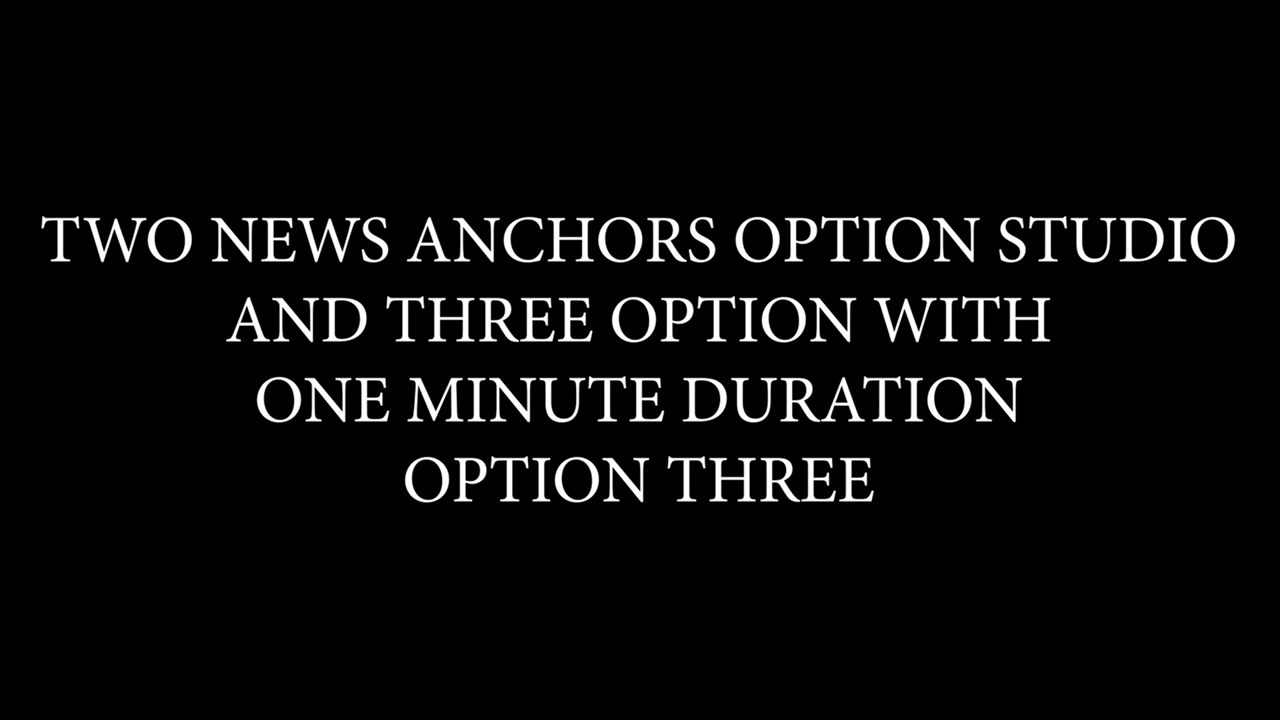 TWO NEWS ANCHORS OPTION STUDIO
AND THREE OPTION WITH
ONE MINUTE DURATION
OPTION THREE